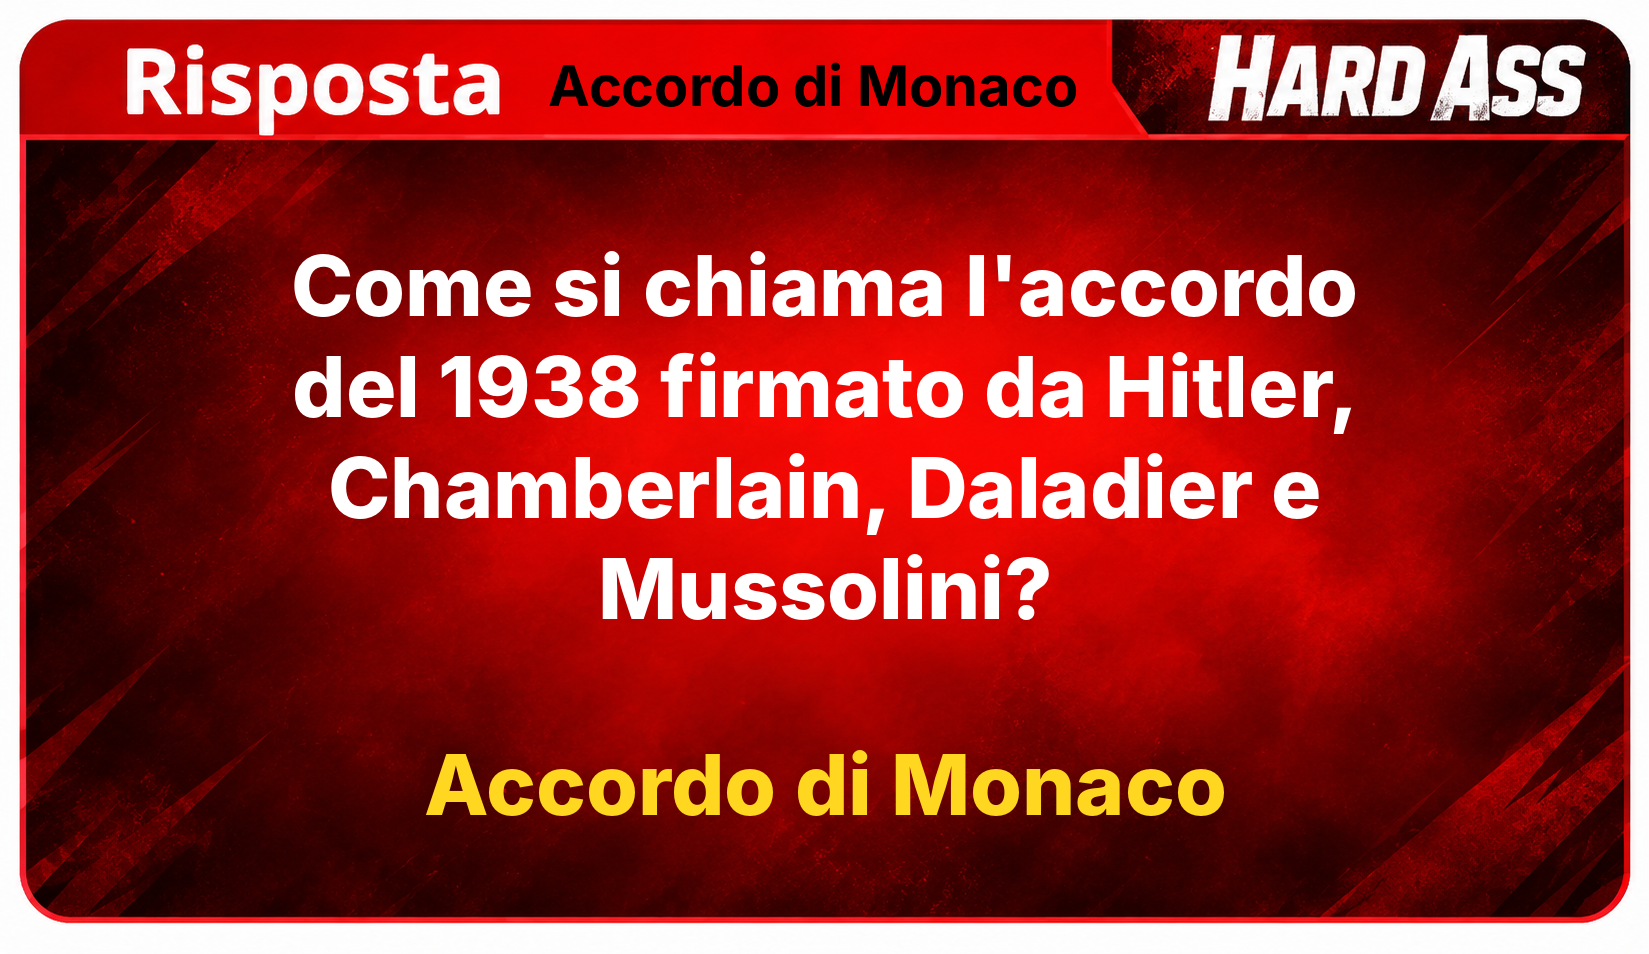 Risposta Accordo di Monaco HARD ASS
Come si chiama l'accordo
del 1938 firmato da Hitler,
Chamberlain, Daladier e
Mussolini?
Accordo di Monaco